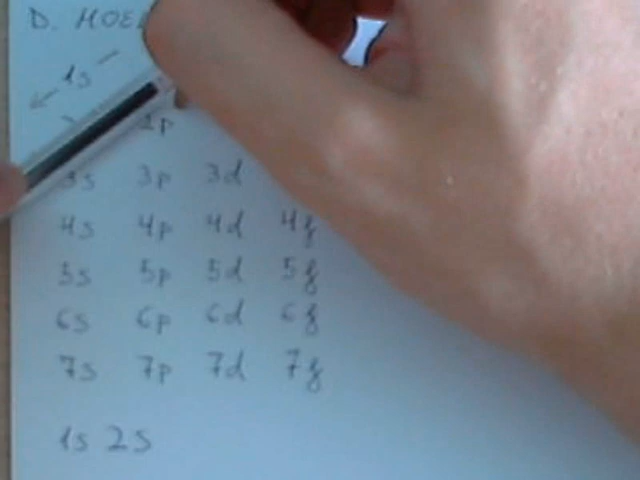 D.
1s
2p
3s 3p 3d
4s 4p 4d 4f
5s 5p 5d 5f
6s 6p 6d 6f
7s 7p 7d 7f
1s 2s